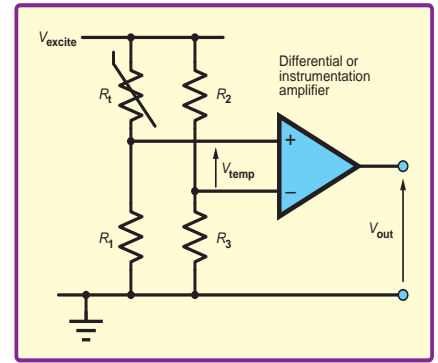 Vexcite
Differential or
instrumentation
amplifier
Rt
R2
+
Vtemp
–
R1
R3
Vout